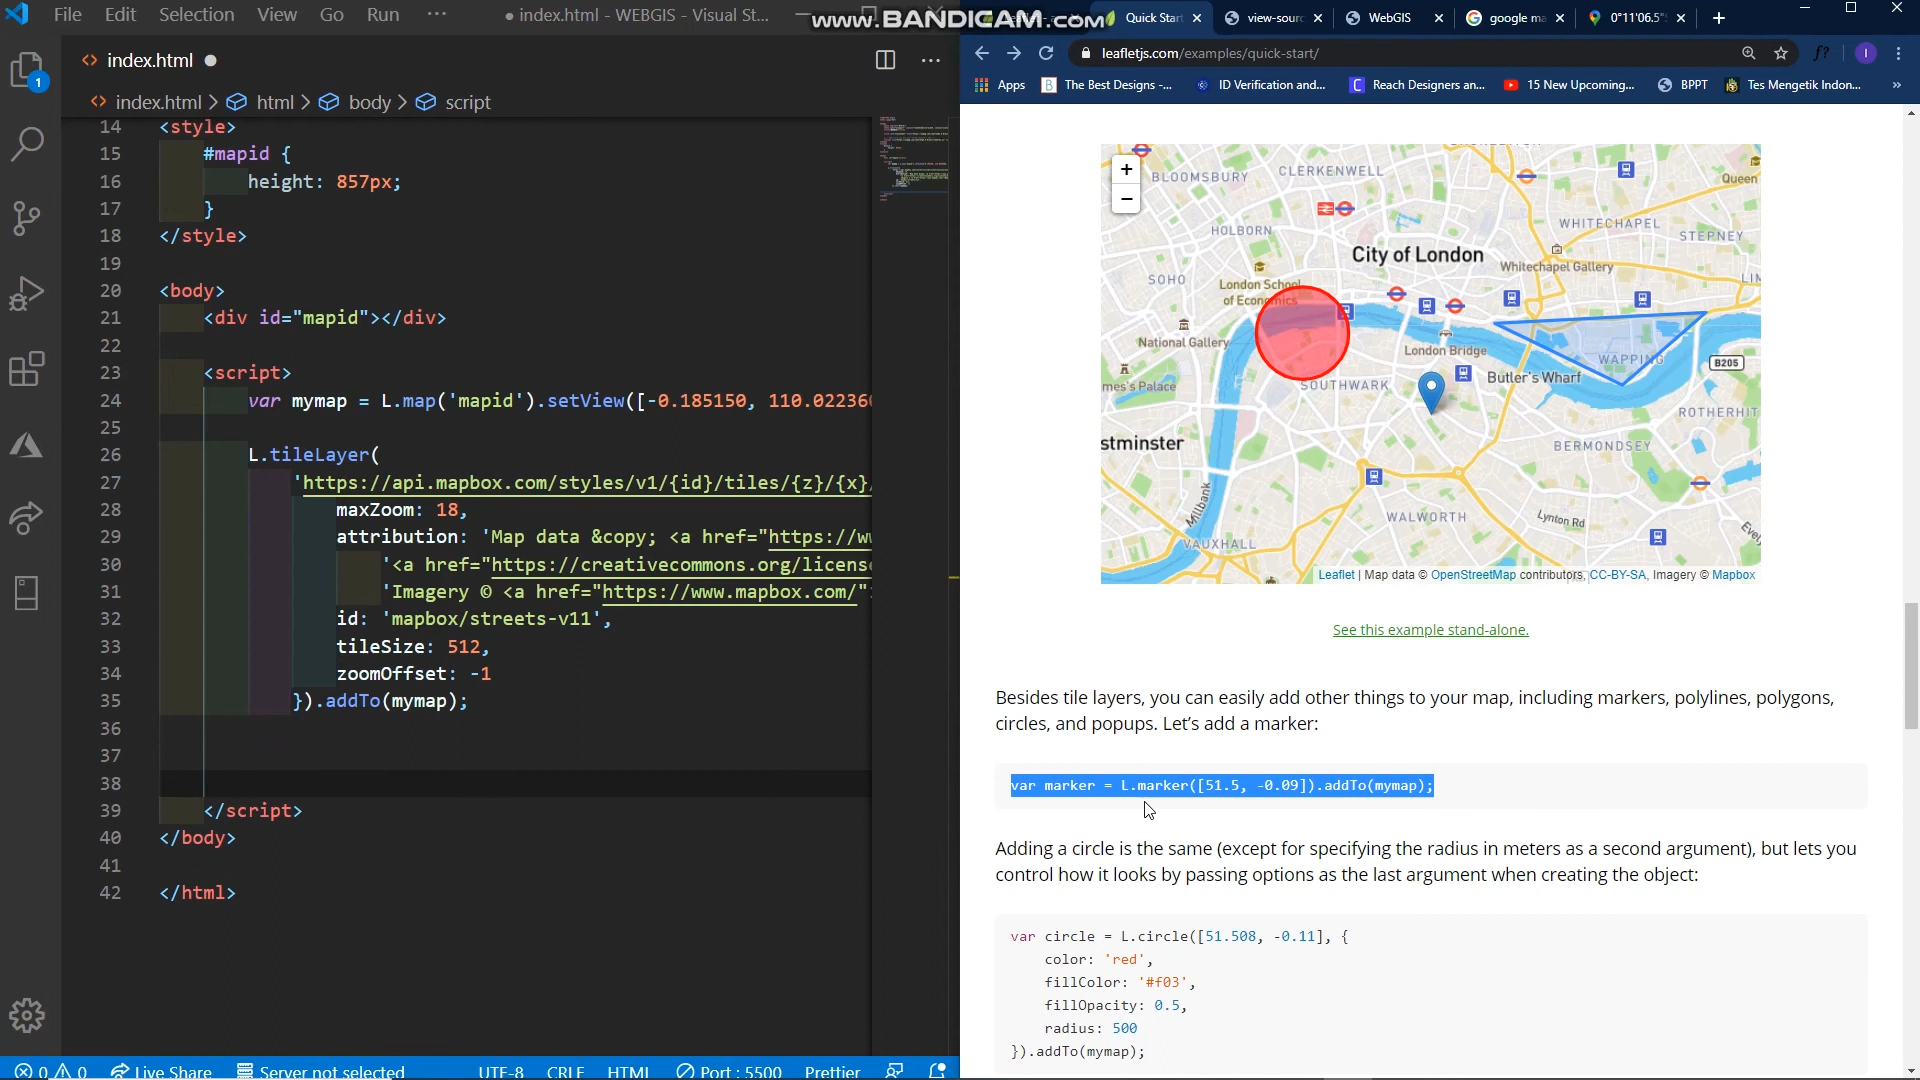 File Edit Selection View Go Run ··· ● index.html - WEBGIS - Visual St...
www.BANDICAM.com
index.html ●
index.html > html > body > script
14 <style>
15 #mapid {
16 height: 857px;
17 }
18 </style>
19
20 <body>
21 <div id="mapid"></div>
22
23 <script>
24 var mymap = L.map('mapid').setView([-0.185150, 110.022360
25
26 L.tileLayer(
27 'https://api.mapbox.com/styles/v1/{id}/tiles/{z}/{x}/
28 maxZoom: 18,
29 attribution: 'Map data &copy; <a href="https://ww
30 '<a href="https://creativecommons.org/license
31 'Imagery © <a href="https://www.mapbox.com/">
32 id: 'mapbox/streets-v11',
33 tileSize: 512,
34 zoomOffset: -1
35 }).addTo(mymap);
36
37
38
39 </script>
40 </body>
41
42 </html>
1
0 0 Live Share Server not selected UTF-8 CRLF HTML Port : 5500 Prettier
Quick Star view-sourc WebGIS google ma 0°11'06.5"
leafletjs.com/examples/quick-start/
f? I
Apps The Best Designs -... ID Verification and... Reach Designers an... 15 New Upcoming... BPPT Tes Mengetik Indon... »
+
−
BLOOMSBURY
CLERKENWELL
Queen
HOLBORN
WHITECHAPEL
STEPNEY
City of London
Whitechapel Gallery
SOHO
LIM
London School
of Economics
National Gallery
London Bridge
WAPPING
B205
Butler's Wharf
mes's Palace
SOUTHWARK
ROTHERHIT
stminster
BERMONDSEY
Millbank
WALWORTH
Lynton Rd
VAUXHALL
Leaflet | Map data © OpenStreetMap contributors, CC-BY-SA, Imagery © Mapbox
See this example stand-alone.
Besides tile layers, you can easily add other things to your map, including markers, polylines, polygons,
circles, and popups. Let’s add a marker:
var marker = L.marker([51.5, -0.09]).addTo(mymap);
Adding a circle is the same (except for specifying the radius in meters as a second argument), but lets you
control how it looks by passing options as the last argument when creating the object:
var circle = L.circle([51.508, -0.11], {
color: 'red',
fillColor: '#f03',
fillOpacity: 0.5,
radius: 500
}).addTo(mymap);